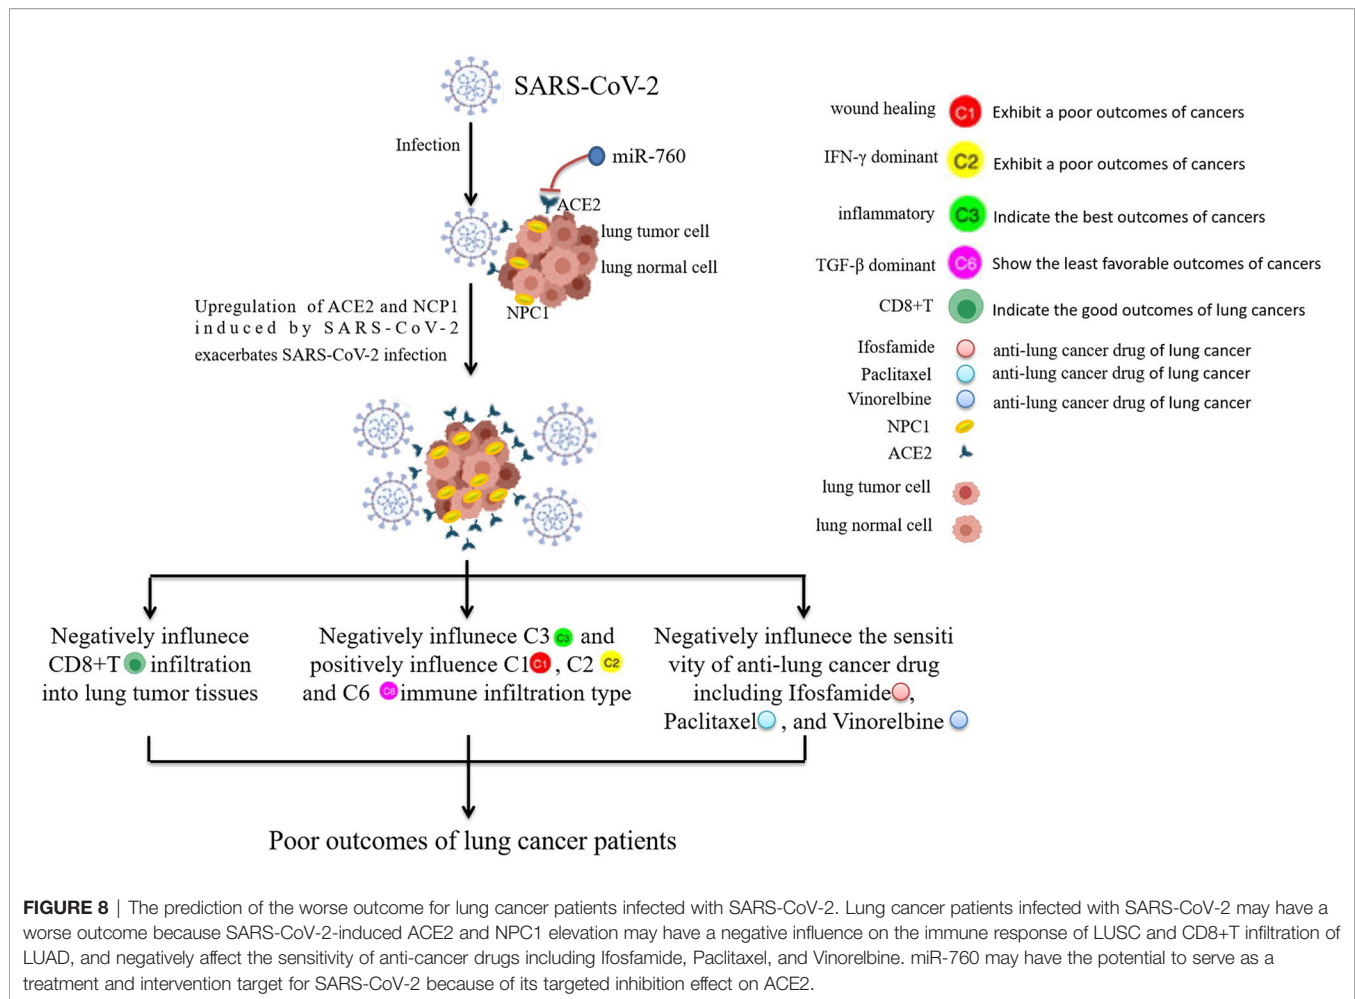 SARS-CoV-2
Infection
miR-760
ACE2
lung tumor cell
lung normal cell
NPC1
Upregulation of ACE2 and NCP1
induced by SARS-CoV-2
exacerbates SARS-CoV-2 infection
wound healing C1 Exhibit a poor outcomes of cancers
IFN-γ dominant C2 Exhibit a poor outcomes of cancers
inflammatory C3 Indicate the best outcomes of cancers
TGF-β dominant C6 Show the least favorable outcomes of cancers
CD8+T Indicate the good outcomes of lung cancers
Ifosfamide anti-lung cancer drug of lung cancer
Paclitaxel anti-lung cancer drug of lung cancer
Vinorelbine anti-lung cancer drug of lung cancer
NPC1
ACE2
lung tumor cell
lung normal cell
Negatively influnece
CD8+T infiltration
into lung tumor tissues
Negatively influnece C3 C3 and
positively influence C1 C1 , C2 C2
and C6 C6 immune infiltration type
Negatively influnece the sensiti
vity of anti-lung cancer drug
including Ifosfamide ,
Paclitaxel , and Vinorelbine
Poor outcomes of lung cancer patients
FIGURE 8 | The prediction of the worse outcome for lung cancer patients infected with SARS-CoV-2. Lung cancer patients infected with SARS-CoV-2 may have a
worse outcome because SARS-CoV-2-induced ACE2 and NPC1 elevation may have a negative influence on the immune response of LUSC and CD8+T infiltration of
LUAD, and negatively affect the sensitivity of anti-cancer drugs including Ifosfamide, Paclitaxel, and Vinorelbine. miR-760 may have the potential to serve as a
treatment and intervention target for SARS-CoV-2 because of its targeted inhibition effect on ACE2.